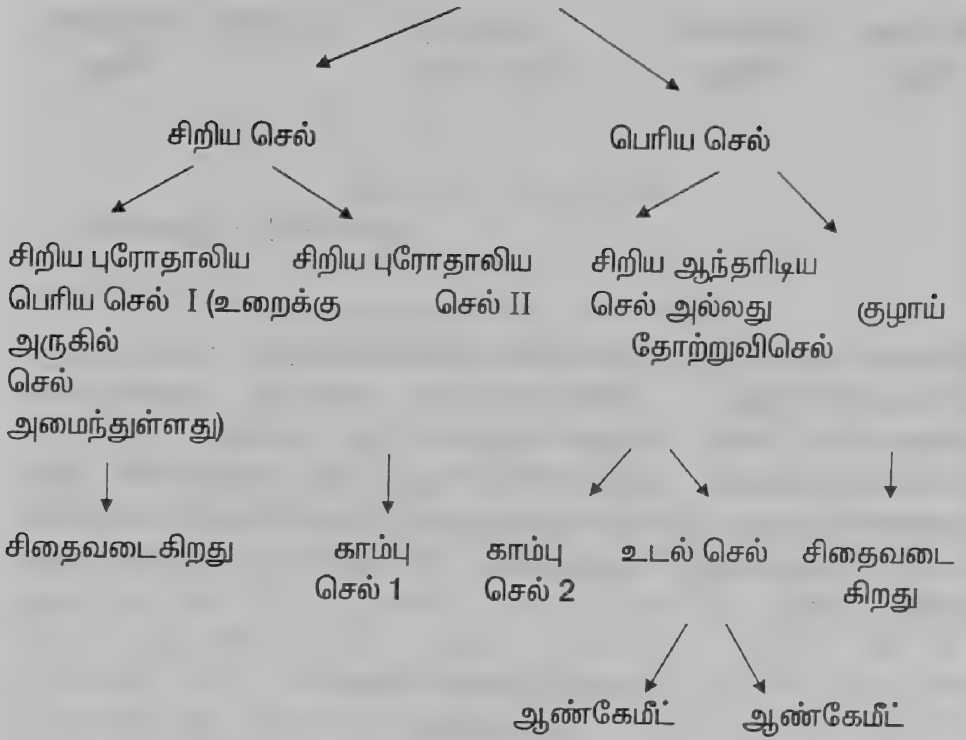 சிறிய செல்
பெரிய செல்
சிறிய புரோதாலிய
பெரிய செல் I (உறைக்கு
அருகில்
செல்
அமைந்துள்ளது)
சிறிய புரோதாலிய
செல் II
சிறிய ஆந்தரிடிய
செல் அல்லது
தோற்றுவிசெல்
குழாய்
சிதைவடைகிறது
காம்பு
செல் 1
காம்பு
செல் 2
உடல் செல்
சிதைவடை
கிறது
ஆண்கேமீட்
ஆண்கேமீட்